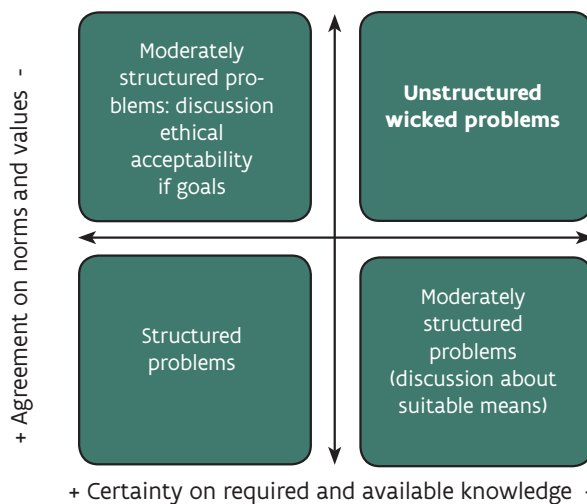 Moderately
structured pro-
blems: discussion
ethical
acceptability
if goals
Unstructured
wicked problems
Structured
problems
Moderately
structured
problems
(discussion about
suitable means)
+ Agreement on norms and values -
+ Certainty on required and available knowledge